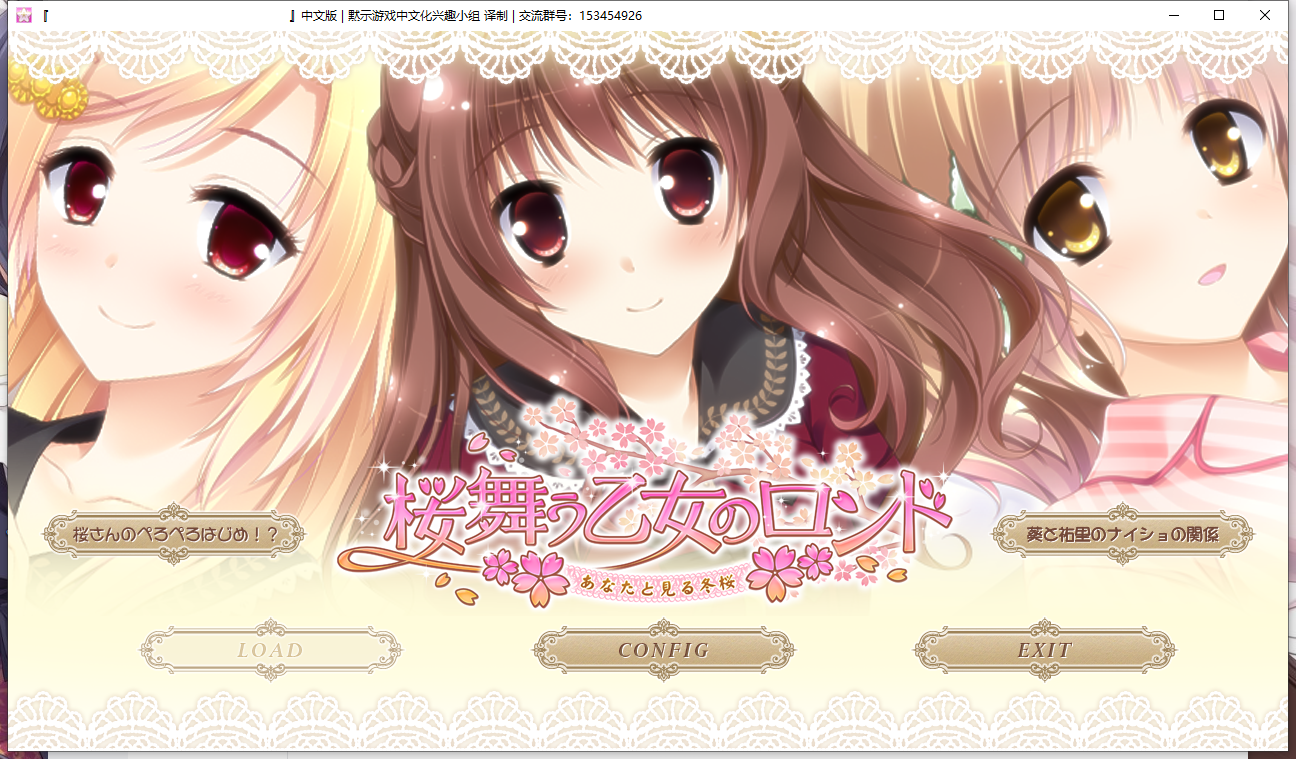 『 』中文版 | 默示游戏中文化兴趣小组 译制 | 交流群号：153454926
桜舞う乙女のロンド
あなたと見る冬桜
桜さんのぺろぺろはじめ！？
葵と祐里のナイショの関係
LOAD
CONFIG
EXIT